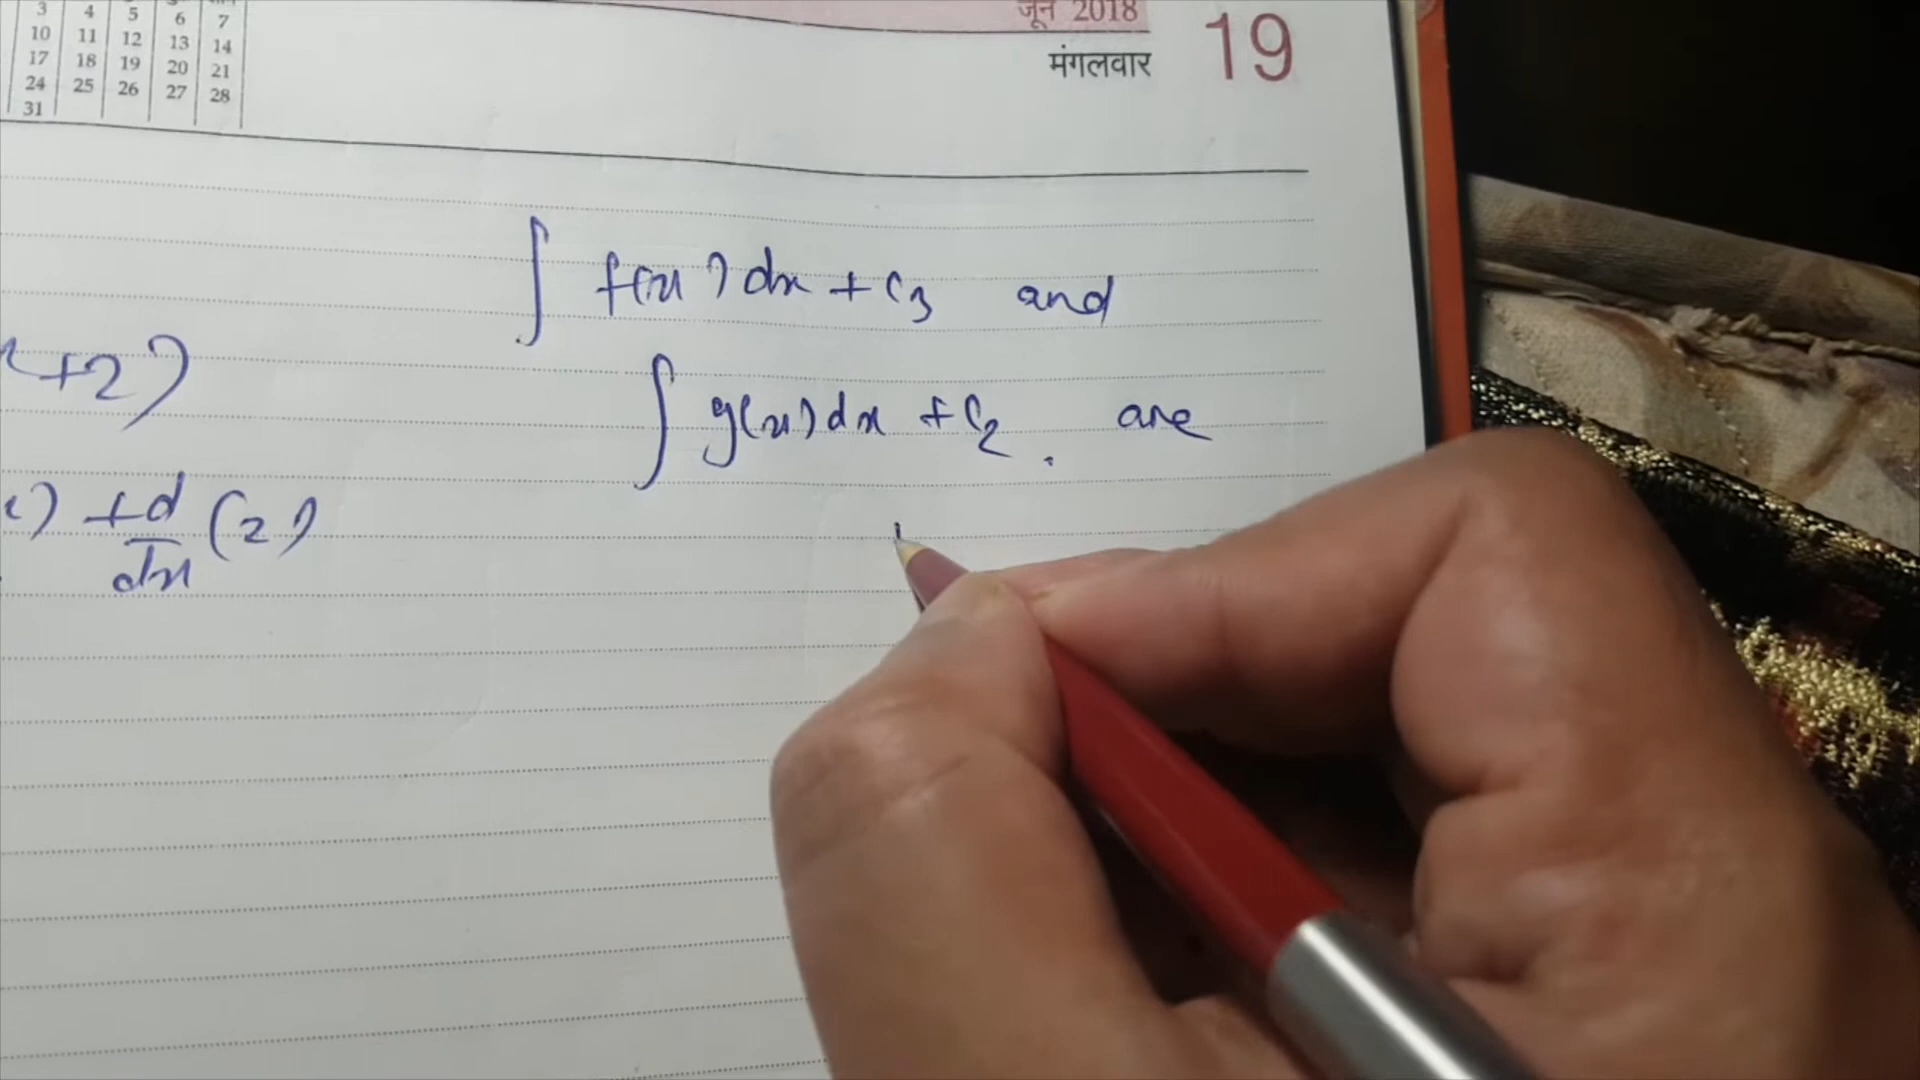 3 4 5 6 7
10 11 12 13 14
17 18 19 20 21
24 25 26 27 28
31
जून 2018
मंगलवार 19
∫ f(x) dx + c₃ and
∫ g(x) dx + c₂ . are
+2)
) + d/dx (2)